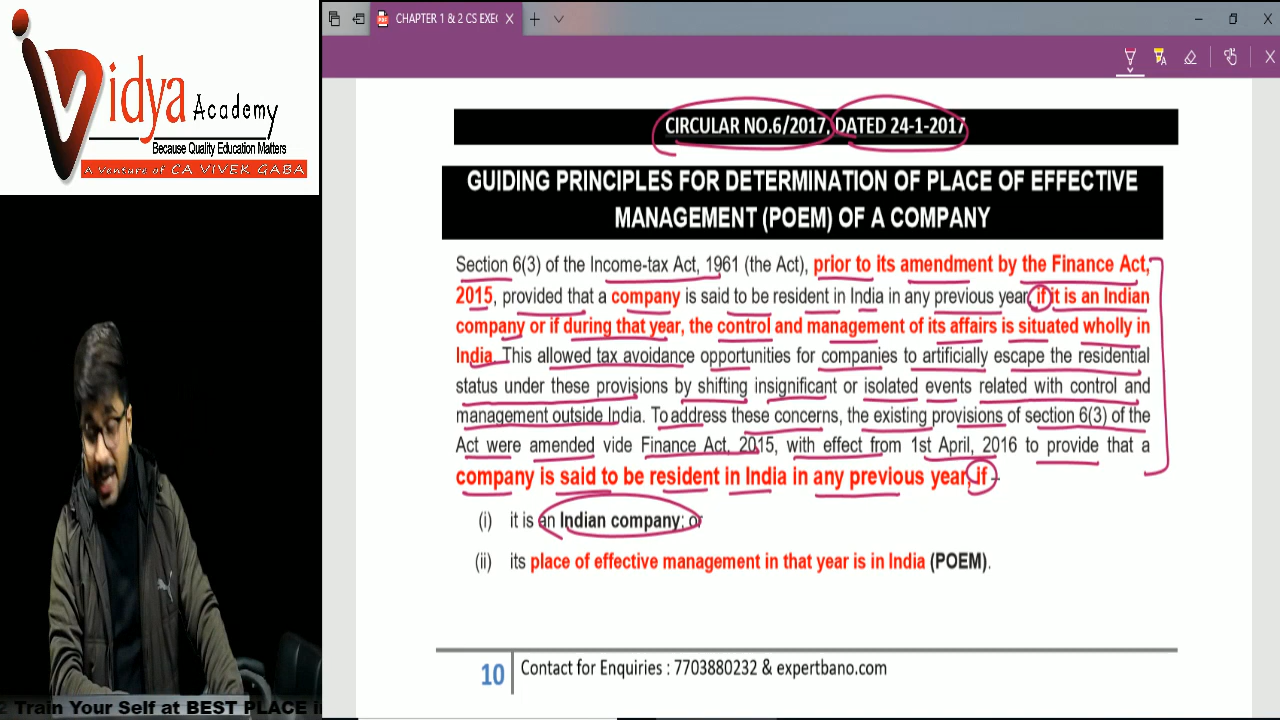 CHAPTER 1 & 2 CS EXEC
Vidya Academy
Because Quality Education Matters
A Venture of CA VIVEK GABA
CIRCULAR NO.6/2017, DATED 24-1-2017
GUIDING PRINCIPLES FOR DETERMINATION OF PLACE OF EFFECTIVE
MANAGEMENT (POEM) OF A COMPANY
Section 6(3) of the Income-tax Act, 1961 (the Act), prior to its amendment by the Finance Act,
2015, provided that a company is said to be resident in India in any previous year, if it is an Indian
company or if during that year, the control and management of its affairs is situated wholly in
India. This allowed tax avoidance opportunities for companies to artificially escape the residential
status under these provisions by shifting insignificant or isolated events related with control and
management outside India. To address these concerns, the existing provisions of section 6(3) of the
Act were amended vide Finance Act, 2015, with effect from 1st April, 2016 to provide that a
company is said to be resident in India in any previous year, if -
(i) it is an Indian company; or
(ii) its place of effective management in that year is in India (POEM).
10 Contact for Enquiries : 7703880232 & expertbano.com
2 Train Your Self at BEST PLACE i